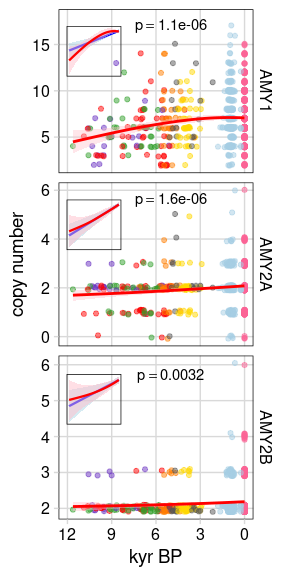 p = 1.1e-06
15
10
5
AMY1
p = 1.6e-06
6
4
2
0
AMY2A
copy number
p = 0.0032
6
5
4
3
2
AMY2B
12 9 6 3 0
kyr BP